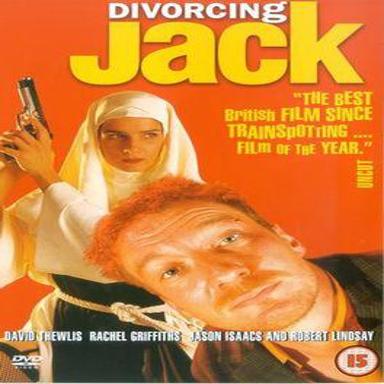 DIVORCING
Jack
"THE BEST
BRITISH FILM SINCE
TRAINSPOTTING ....
FILM OF THE YEAR."
UNCUT
DAVID THEWLIS RACHEL GRIFFITHS JASON ISAACS AND ROBERT LINDSAY
DVD
VIDEO
15